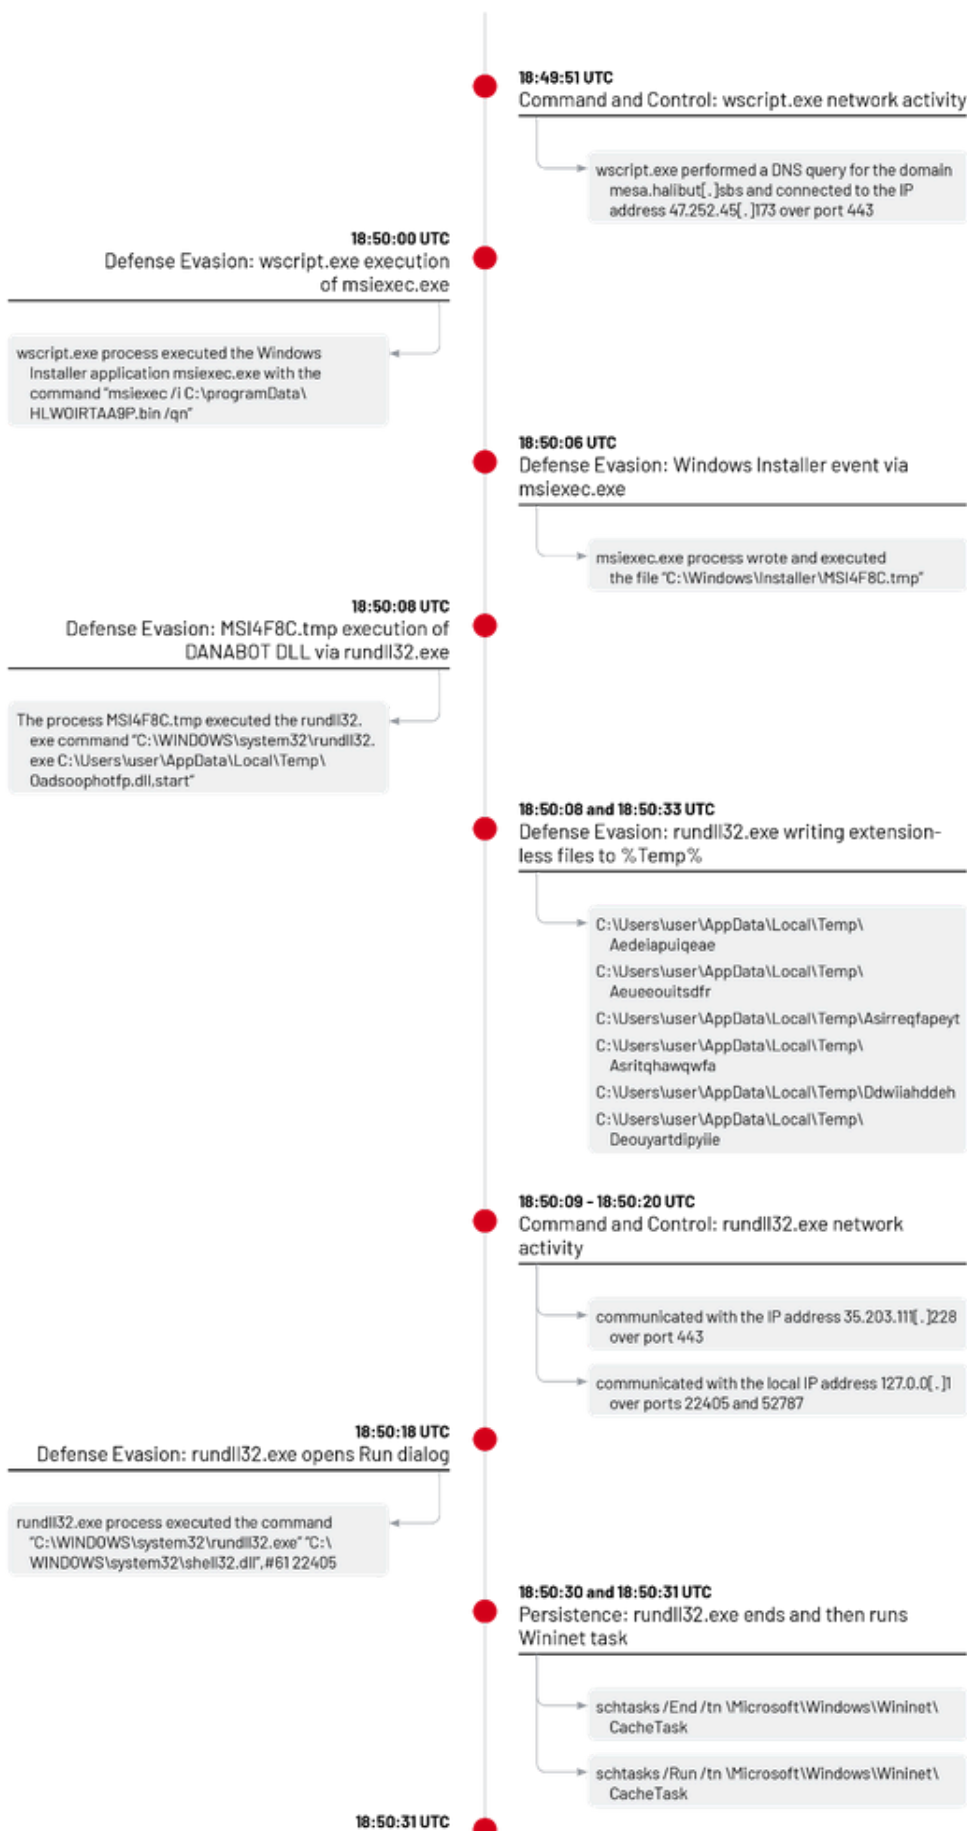 18:49:51 UTC
Command and Control: wscript.exe network activity
wscript.exe performed a DNS query for the domain
mesa.halibut[.]sbs and connected to the IP
address 47.252.45[.]173 over port 443
18:50:00 UTC
Defense Evasion: wscript.exe execution
of msiexec.exe
wscript.exe process executed the Windows
Installer application msiexec.exe with the
command "msiexec /i C:\programData\
HLWOIRTAA9P.bin /qn"
18:50:06 UTC
Defense Evasion: Windows Installer event via
msiexec.exe
msiexec.exe process wrote and executed
the file "C:\Windows\Installer\MSI4F8C.tmp"
18:50:08 UTC
Defense Evasion: MSI4F8C.tmp execution of
DANABOT DLL via rundll32.exe
The process MSI4F8C.tmp executed the rundll32.
exe command "C:\WINDOWS\system32\rundll32.
exe C:\Users\user\AppData\Local\Temp\
Oadsoophotfp.dll,start"
18:50:08 and 18:50:33 UTC
Defense Evasion: rundll32.exe writing extension-
less files to %Temp%
C:\Users\user\AppData\Local\Temp\
Aedeiapuiqeae
C:\Users\user\AppData\Local\Temp\
Aeueeouitsdfr
C:\Users\user\AppData\Local\Temp\Asirreqfapeyt
C:\Users\user\AppData\Local\Temp\
Asritqhawqwfa
C:\Users\user\AppData\Local\Temp\Ddwiiahddeh
C:\Users\user\AppData\Local\Temp\
Deouyartdipyiie
18:50:09 - 18:50:20 UTC
Command and Control: rundll32.exe network
activity
communicated with the IP address 35.203.111[.]228
over port 443
communicated with the local IP address 127.0.0[.]1
over ports 22405 and 52787
18:50:18 UTC
Defense Evasion: rundll32.exe opens Run dialog
rundll32.exe process executed the command
"C:\WINDOWS\system32\rundll32.exe" "C:\
WINDOWS\system32\shell32.dll",#61 22405
18:50:30 and 18:50:31 UTC
Persistence: rundll32.exe ends and then runs
Wininet task
schtasks /End /tn \Microsoft\Windows\Wininet\
CacheTask
schtasks /Run /tn \Microsoft\Windows\Wininet\
CacheTask
18:50:31 UTC